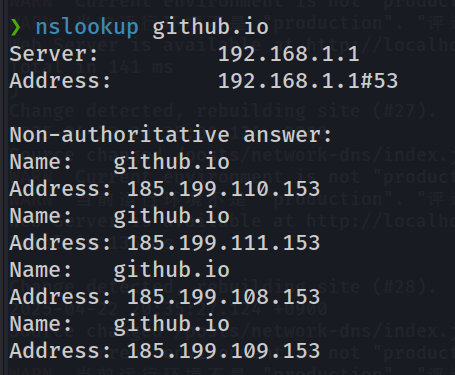 ❯ nslookup github.io
Server:         192.168.1.1
Address:        192.168.1.1#53

Non-authoritative answer:
Name:   github.io
Address: 185.199.110.153
Name:   github.io
Address: 185.199.111.153
Name:   github.io
Address: 185.199.108.153
Name:   github.io
Address: 185.199.109.153